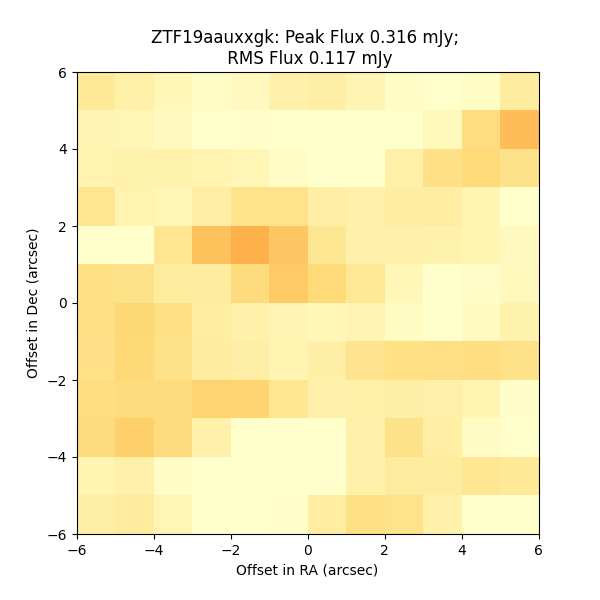 ZTF19aauxxgk: Peak Flux 0.316 mJy;
RMS Flux 0.117 mJy
6
4
2
0
−2
−4
−6
Offset in Dec (arcsec)
−6 −4 −2 0 2 4 6
Offset in RA (arcsec)